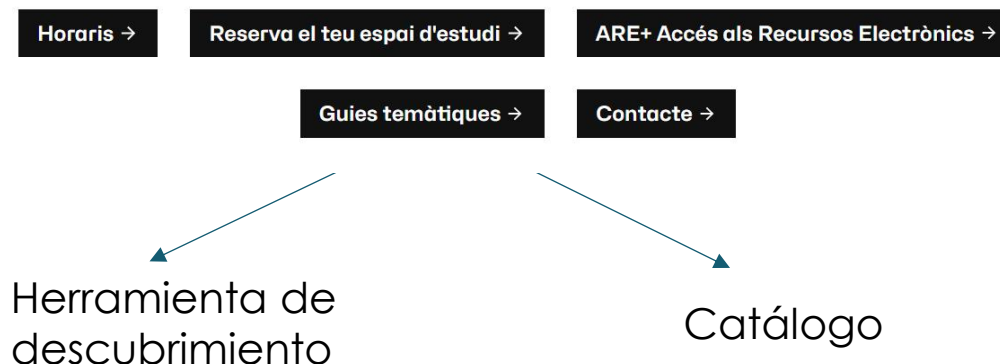 Horaris →
Reserva el teu espai d'estudi →
ARE+ Accés als Recursos Electrònics →
Guies temàtiques →
Contacte →
Herramienta de
descubrimiento
Catálogo